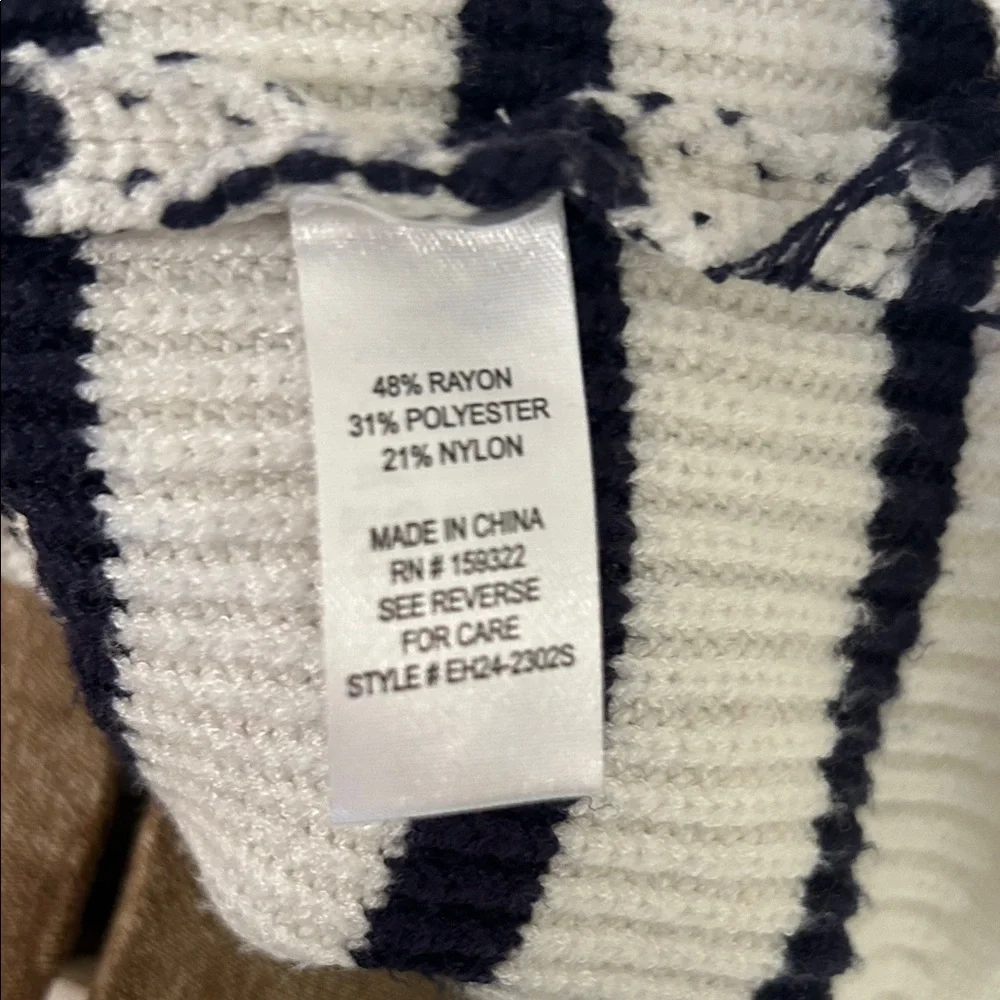 48% RAYON
31% POLYESTER
21% NYLON
MADE IN CHINA
RN # 159322
SEE REVERSE
FOR CARE
STYLE # EH24-2302S